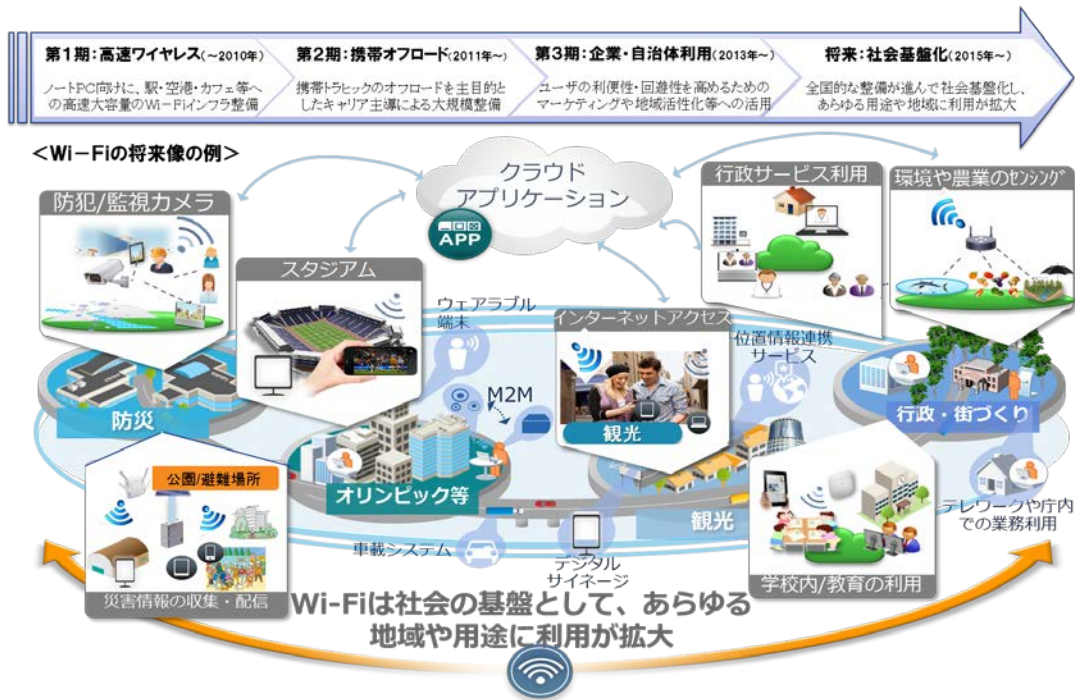 第1期：高速ワイヤレス(～2010年)
ノートPC向けに、駅・空港・カフェ等へ
の高速大容量のWi-Fiインフラ整備
第2期：携帯オフロード(2011年～)
携帯トラヒックのオフロードを主目的と
したキャリア主導による大規模整備
第3期：企業・自治体利用(2013年～)
ユーザの利便性・回遊性を高めるための
マーケティングや地域活性化等への活用
将来：社会基盤化(2015年～)
全国的な整備が進んで社会基盤化し、
あらゆる用途や地域に利用が拡大
＜Wi－Fiの将来像の例＞
クラウド
アプリケーション
APP
防犯/監視カメラ
スタジアム
行政サービス利用
環境や農業のセンシング
ウェアラブル
端末
インターネットアクセス
位置情報連携
サービス
M2M
観光
防災
オリンピック等
観光
行政・街づくり
公園/避難場所
災害情報の収集・配信
車載システム
デジタル
サイネージ
学校内/教育の利用
テレワークや庁内
での業務利用
Wi-Fiは社会の基盤として、あらゆる
地域や用途に利用が拡大